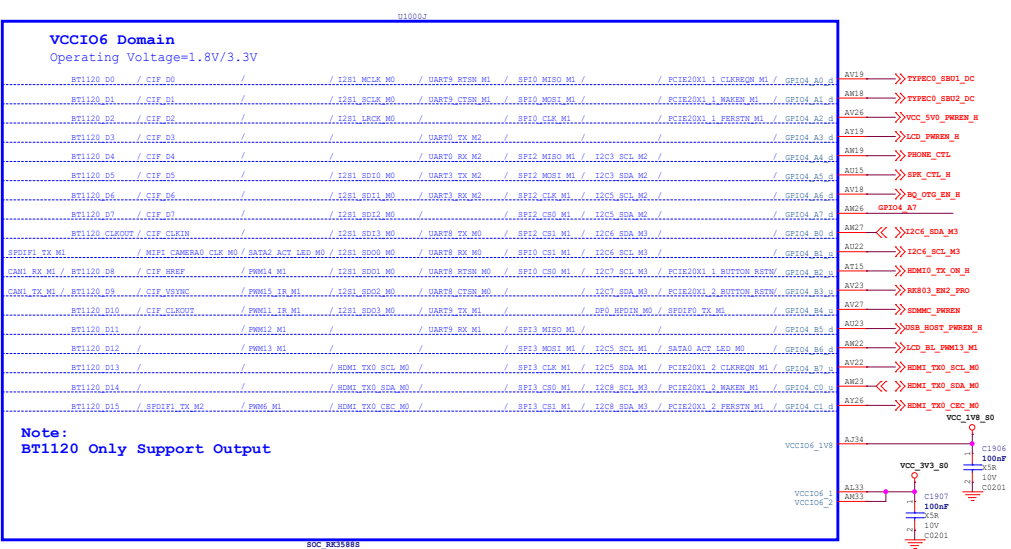 U1000J
VCCIO6 Domain
Operating Voltage=1.8V/3.3V
BT1120_D0 / CIF_D0 / / I2S1_MCLK_M0 / UART9_RTSN_M1 / SPI0_MISO_M1 / / PCIE20X1_1_CLKREQN_M1 / GPIO4_A0_d AV19 TYPEC0_SBU1_DC
BT1120_D1 / CIF_D1 / / I2S1_SCLK_M0 / UART9_CTSN_M1 / SPI0_MOSI_M1 / / PCIE20X1_1_WAKEN_M1 / GPIO4_A1_d AW18 TYPEC0_SBU2_DC
BT1120_D2 / CIF_D2 / / I2S1_LRCK_M0 / SPI0_CLK_M1 / / PCIE20X1_1_PERSTN_M1 / GPIO4_A2_d AV26 VCC_5V0_PWREN_H
BT1120_D3 / CIF_D3 / / UART0_TX_M2 / / GPIO4_A3_d AY19 LCD_PWREN_H
BT1120_D4 / CIF_D4 / / UART0_RX_M2 / SPI2_MISO_M1 / I2C3_SCL_M2 / / GPIO4_A4_d AW19 PHONE_CTL
BT1120_D5 / CIF_D5 / / I2S1_SDI0_M0 / UART3_TX_M2 / SPI2_MOSI_M1 / I2C3_SDA_M2 / / GPIO4_A5_d AU15 SPK_CTL_H
BT1120_D6 / CIF_D6 / / I2S1_SDI1_M0 / UART3_RX_M2 / SPI2_CLK_M1 / I2C5_SCL_M2 / / GPIO4_A6_d AV18 BQ_OTG_EN_H
BT1120_D7 / CIF_D7 / / I2S1_SDI2_M0 / / SPI2_CS0_M1 / I2C5_SDA_M2 / / GPIO4_A7_d AW26 GPIO4_A7
BT1120_CLKOUT / CIF_CLKIN / / I2S1_SDI3_M0 / UART8_TX_M0 / SPI2_CS1_M1 / I2C6_SDA_M3 / / GPIO4_B0_d AW27 I2C6_SDA_M3
SPDIF1_TX_M1 / MIPI_CAMERA0_CLK_M0 / SATA2_ACT_LED_M0 / I2S1_SDO0_M0 / UART8_RX_M0 / SPI0_CS1_M1 / I2C6_SCL_M3 / / GPIO4_B1_u AU22 I2C6_SCL_M3
CAN1_RX_M1 / BT1120_D8 / CIF_HREF / PWM14_M1 / I2S1_SDO1_M0 / UART8_RTSN_M0 / SPI0_CS0_M1 / I2C7_SCL_M3 / PCIE20X1_1_BUTTON_RSTN/ GPIO4_B2_u AT15 HDMI0_TX_ON_H
CAN1_TX_M1 / BT1120_D9 / CIF_VSYNC / PWM15_IR_M1 / I2S1_SDO2_M0 / UART8_CTSN_M0 / / I2C7_SDA_M3 / PCIE20X1_2_BUTTON_RSTN/ GPIO4_B3_u AV23 RK803_EN2_PRO
BT1120_D10 / CIF_CLKOUT / PWM11_IR_M1 / I2S1_SDO3_M0 / UART9_TX_M1 / / DP0_HPDIN_M0 / SPDIF0_TX_M1 / GPIO4_B4_u AV27 SDMMC_PWREN
BT1120_D11 / / PWM12_M1 / / UART9_RX_M1 / SPI3_MISO_M1 / / / GPIO4_B5_d AU23 USB_HOST_PWREN_H
BT1120_D12 / / PWM13_M1 / / SPI3_MOSI_M1 / I2C5_SCL_M1 / SATA0_ACT_LED_M0 / GPIO4_B6_d AW22 LCD_BL_PWM13_M1
BT1120_D13 / / / HDMI_TX0_SCL_M0 / / SPI3_CLK_M1 / I2C5_SDA_M1 / PCIE20X1_2_CLKREQN_M1 / GPIO4_B7_u AV22 HDMI_TX0_SCL_M0
BT1120_D14 / / / HDMI_TX0_SDA_M0 / / SPI3_CS0_M1 / I2C8_SCL_M3 / PCIE20X1_2_WAKEN_M1 / GPIO4_C0_u AW23 HDMI_TX0_SDA_M0
BT1120_D15 / SPDIF1_TX_M2 / PWM6_M1 / HDMI_TX0_CEC_M0 / / SPI3_CS1_M1 / I2C8_SDA_M3 / PCIE20X1_2_PERSTN_M1 / GPIO4_C1_d AY26 HDMI_TX0_CEC_M0
VCC_1V8_S0
Note:
BT1120 Only Support Output
VCCIO6_1V8 AJ34
1
2
C1906
100nF
X5R
10V
C0201
VCC_3V3_S0
VCCIO6_1 AL33
VCCIO6_2 AM33
1
2
C1907
100nF
X5R
10V
C0201
SOC_RK3588S